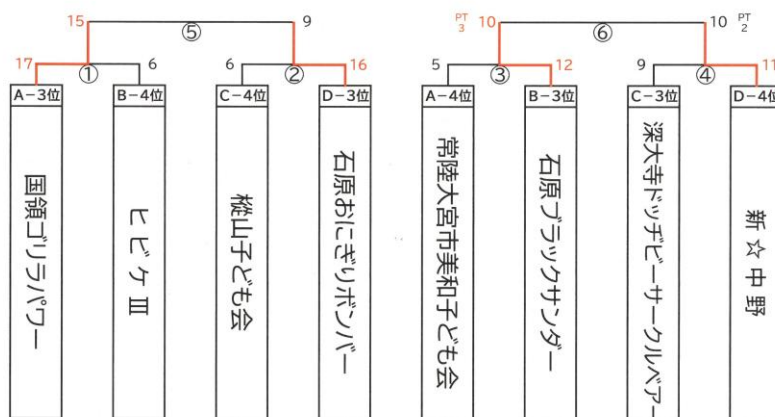 15 ⑤ 9
PT 3 10 ⑥ 10 PT 2
17 ① 6
6 ② 16
5 ③ 12
9 ④ 11
A-3位 B-4位 C-4位 D-3位 A-4位 B-3位 C-3位 D-4位
国領ゴリラパワー
ヒビケⅢ
樅山子ども会
石原おにぎりボンバー
常陸大宮市美和子ども会
石原ブラックサンダー
深大寺ドッヂビーサークルベアー
新☆中野